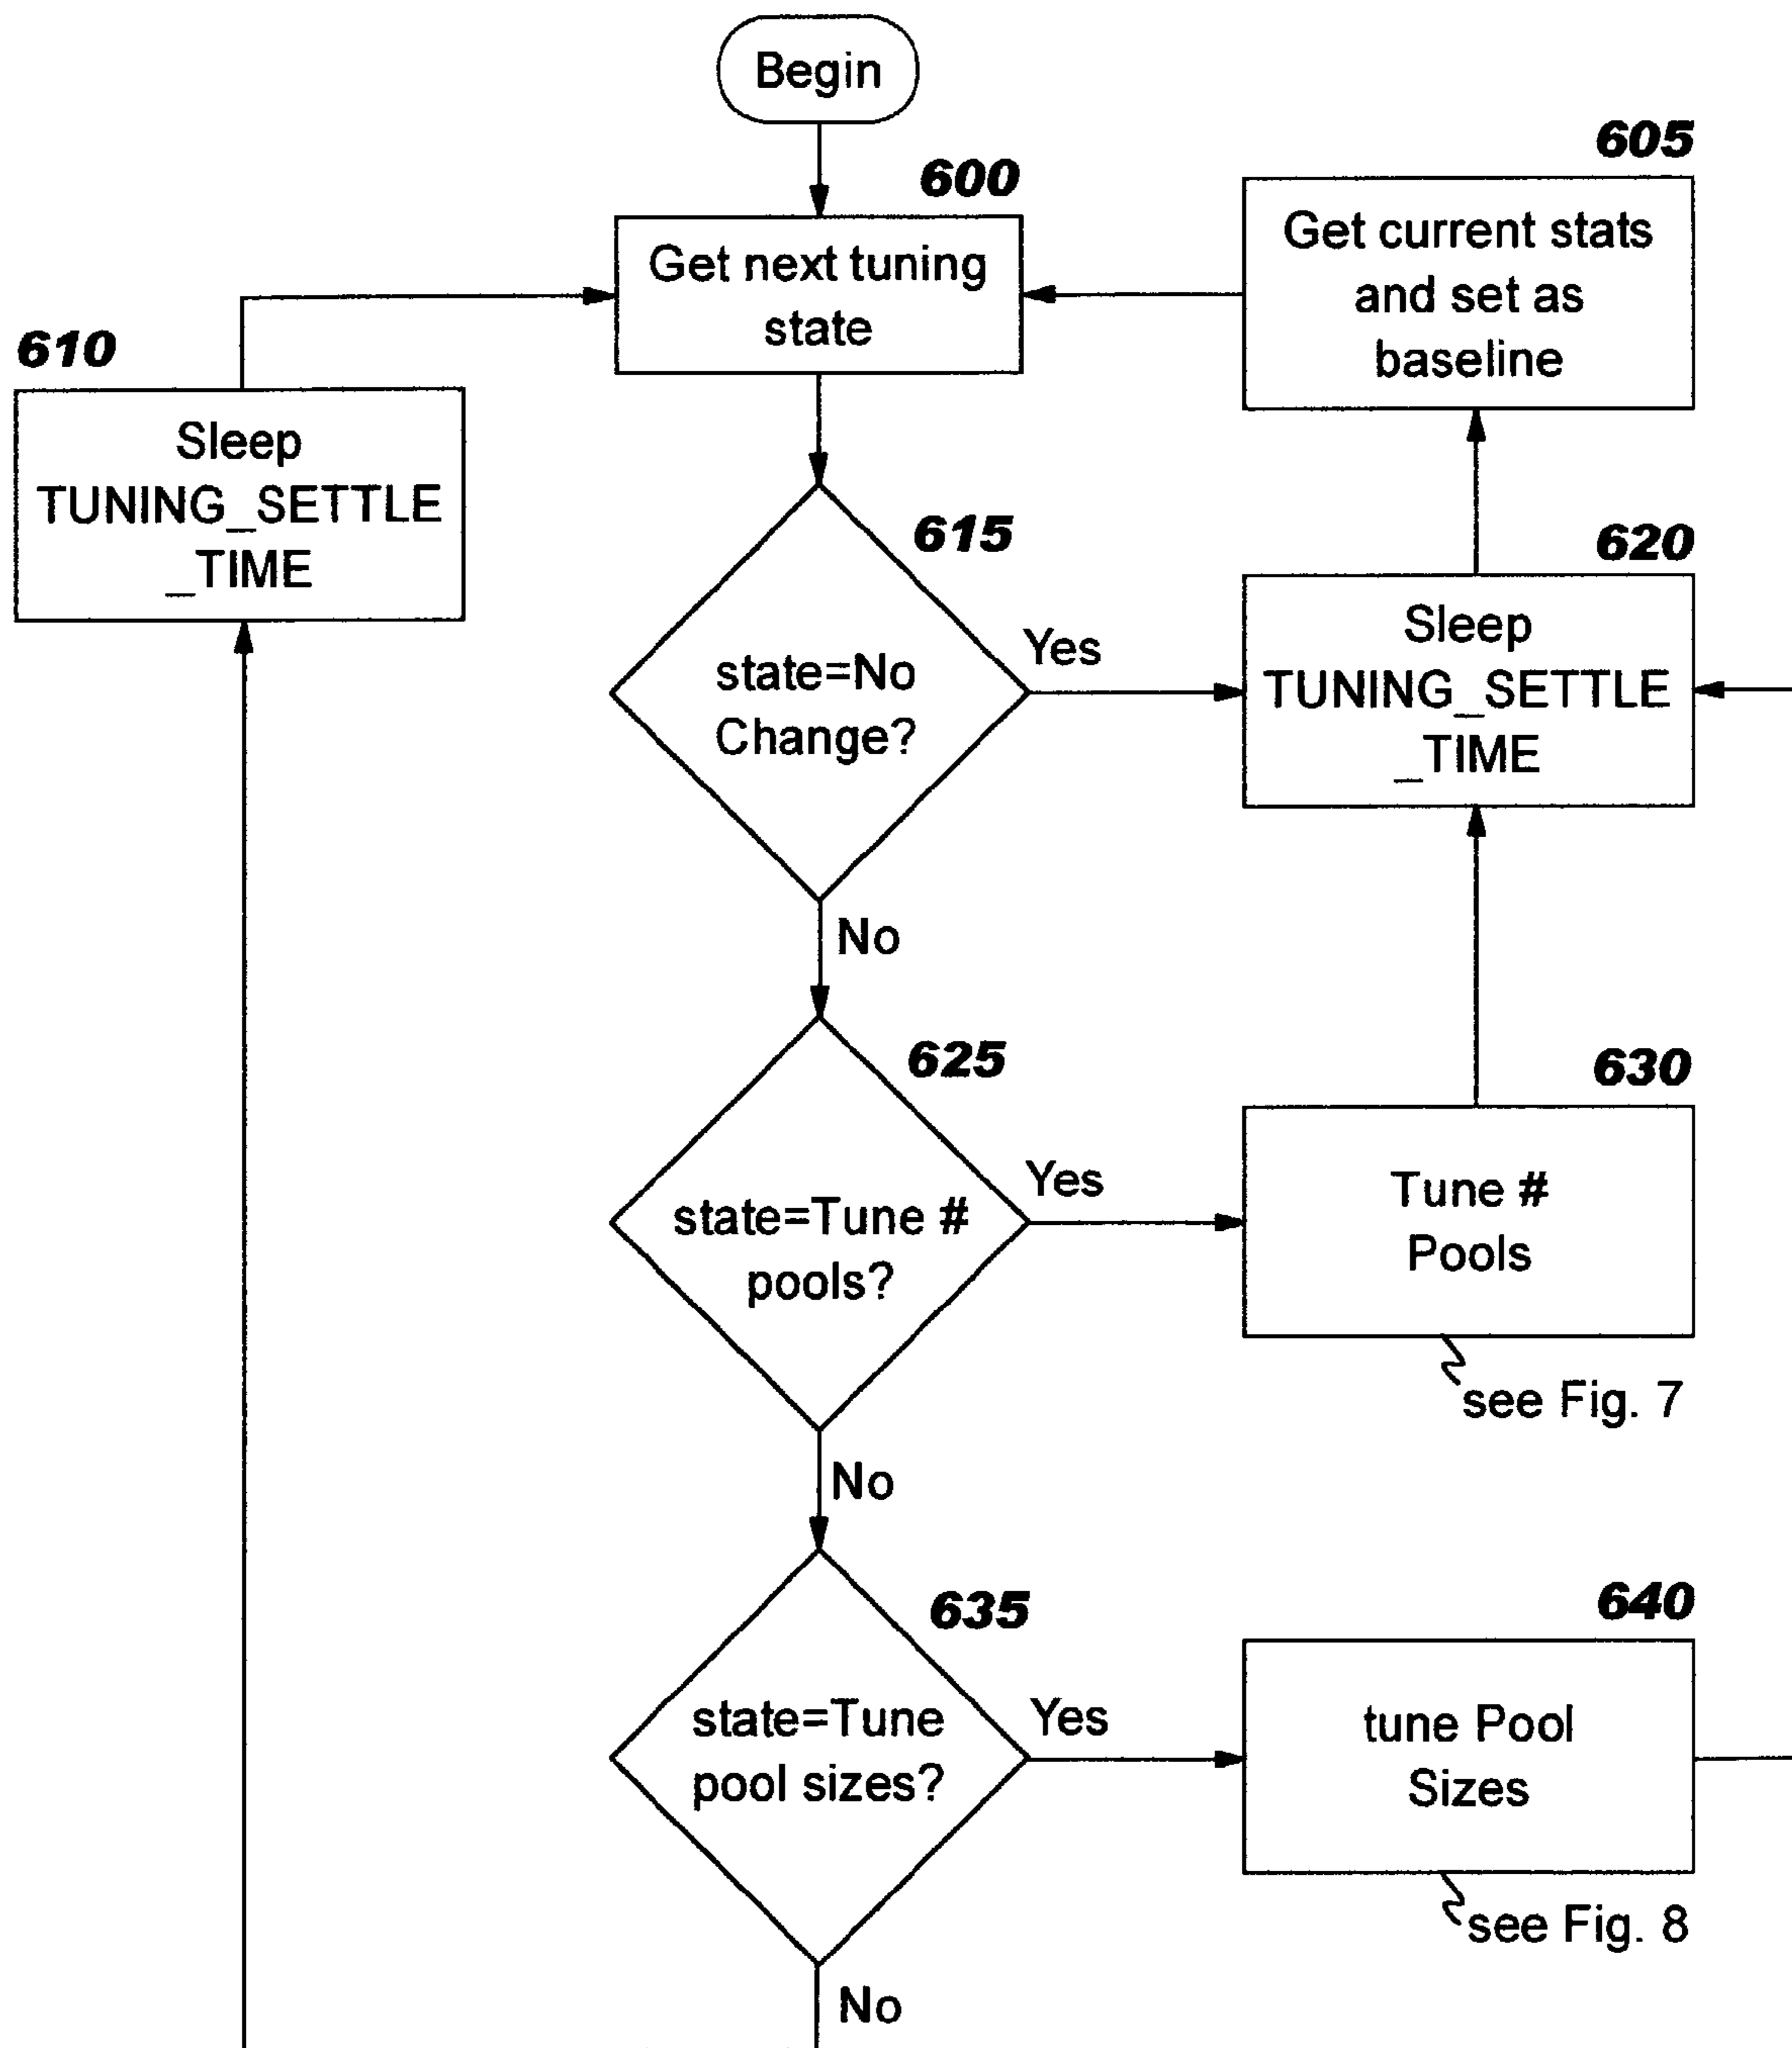 Begin
600
Get next tuning
state
605
Get current stats
and set as
baseline
610
Sleep
TUNING_SETTLE
_TIME
615
state=No
Change?
Yes
No
620
Sleep
TUNING_SETTLE
_TIME
625
state=Tune #
pools?
Yes
No
630
Tune #
Pools
see Fig. 7
635
state=Tune
pool sizes?
Yes
No
640
tune Pool
Sizes
see Fig. 8